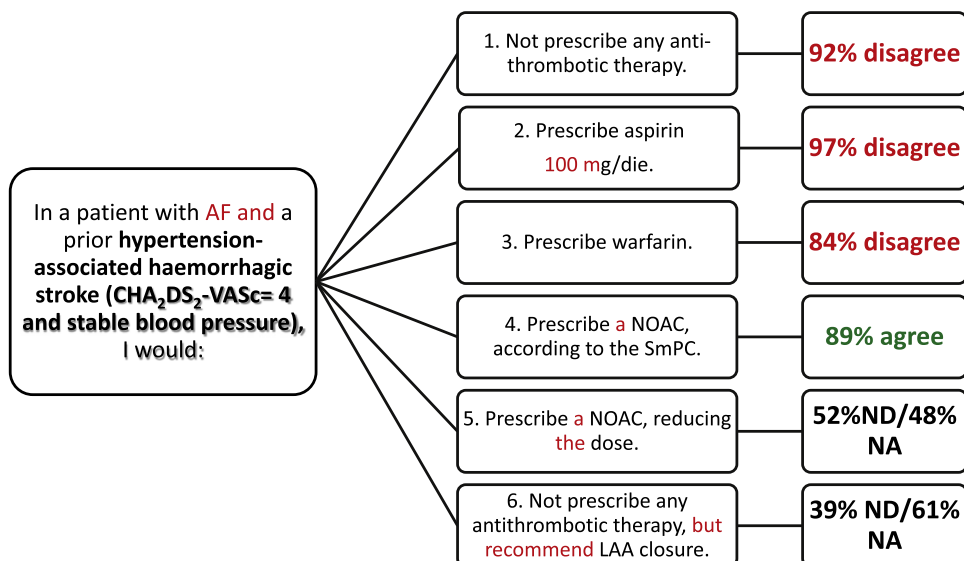 In a patient with AF and a
prior hypertension-
associated haemorrhagic
stroke (CHA₂DS₂-VASc= 4
and stable blood pressure),
I would:
1. Not prescribe any anti-
thrombotic therapy.
92% disagree
2. Prescribe aspirin
100 mg/die.
97% disagree
3. Prescribe warfarin.
84% disagree
4. Prescribe a NOAC,
according to the SmPC.
89% agree
5. Prescribe a NOAC, reducing
the dose.
52%ND/48%
NA
6. Not prescribe any
antithrombotic therapy, but
recommend LAA closure.
39% ND/61%
NA